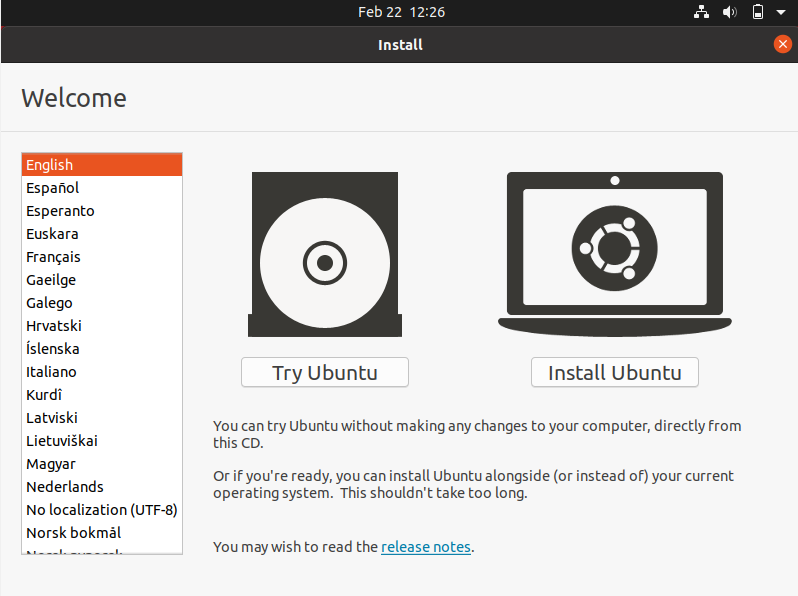 Feb 22 12:26
Install
Welcome
English
Español
Esperanto
Euskara
Français
Gaeilge
Galego
Hrvatski
Íslenska
Italiano
Kurdî
Latviski
Lietuviškai
Magyar
Nederlands
No localization (UTF-8)
Norsk bokmål
Try Ubuntu
Install Ubuntu
You can try Ubuntu without making any changes to your computer, directly from
this CD.
Or if you're ready, you can install Ubuntu alongside (or instead of) your current
operating system. This shouldn't take too long.
You may wish to read the release notes.